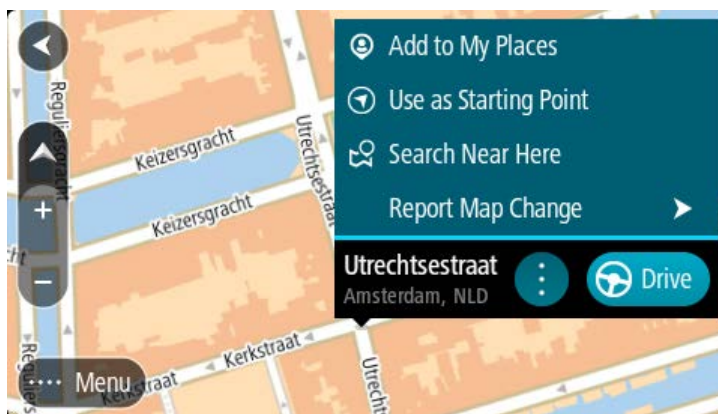 Add to My Places
Use as Starting Point
Search Near Here
Report Map Change
Utrechtsestraat
Amsterdam, NLD
Drive
Reguliersgracht
Keizersgracht
Utrechtsestraat
Keizersgracht
Kerkstraat
Menu